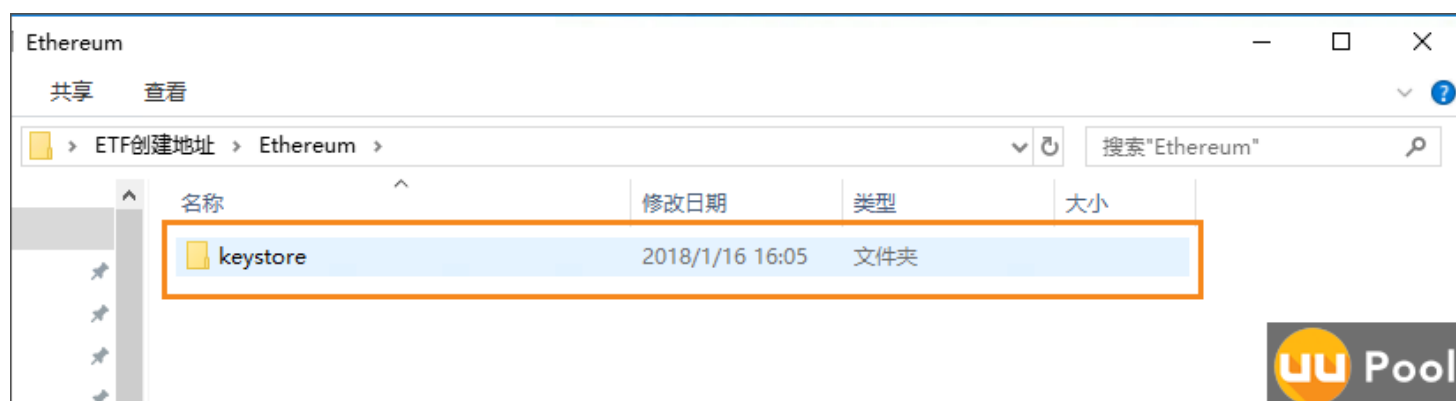 Ethereum
共享 查看
ETF创建地址 > Ethereum >
搜索"Ethereum"
名称 修改日期 类型 大小
keystore 2018/1/16 16:05 文件夹
uu Pool